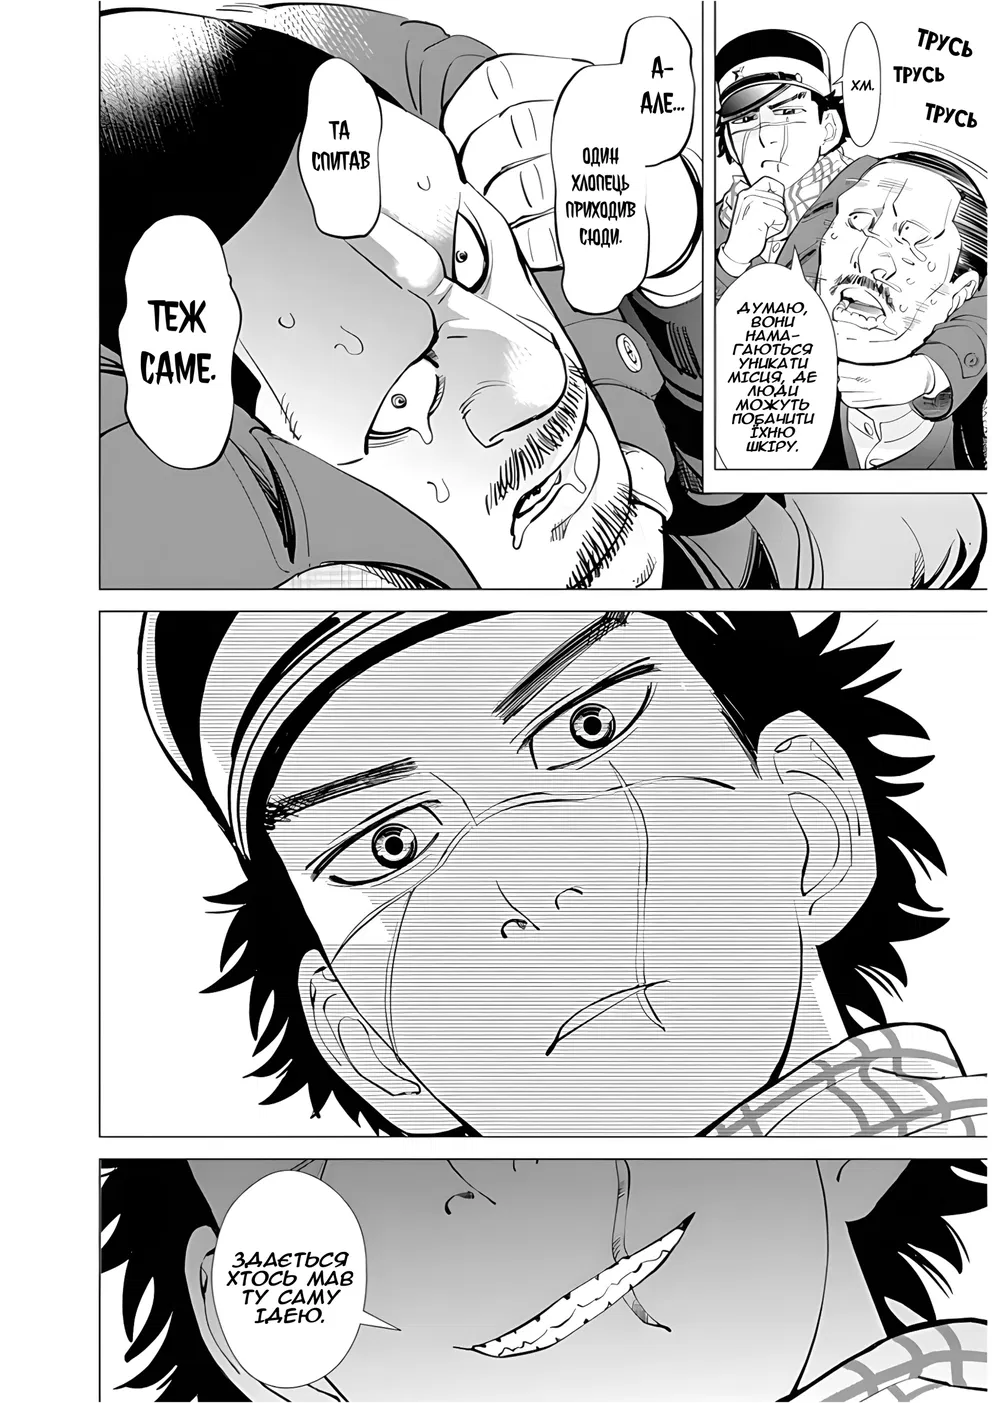 ТРУСЬ
ТРУСЬ
ТРУСЬ
ХМ.
ДУМАЮ,
ВОНИ
НАМА-
ГАЮТЬСЯ
УНИКАТИ
МІСЦЯ, ДЕ
ЛЮДИ
МОЖУТЬ
ПОБАЧИТИ
ЇХНЮ
ШКІРУ.
А-
АЛЕ...
ОДИН
ХЛОПЕЦЬ
ПРИХОДИВ
СЮДИ.
ТА
СПИТАВ
ТЕЖ
САМЕ.
ЗДАЄТЬСЯ
ХТОСЬ МАВ
ТУ САМУ
ІДЕЮ.